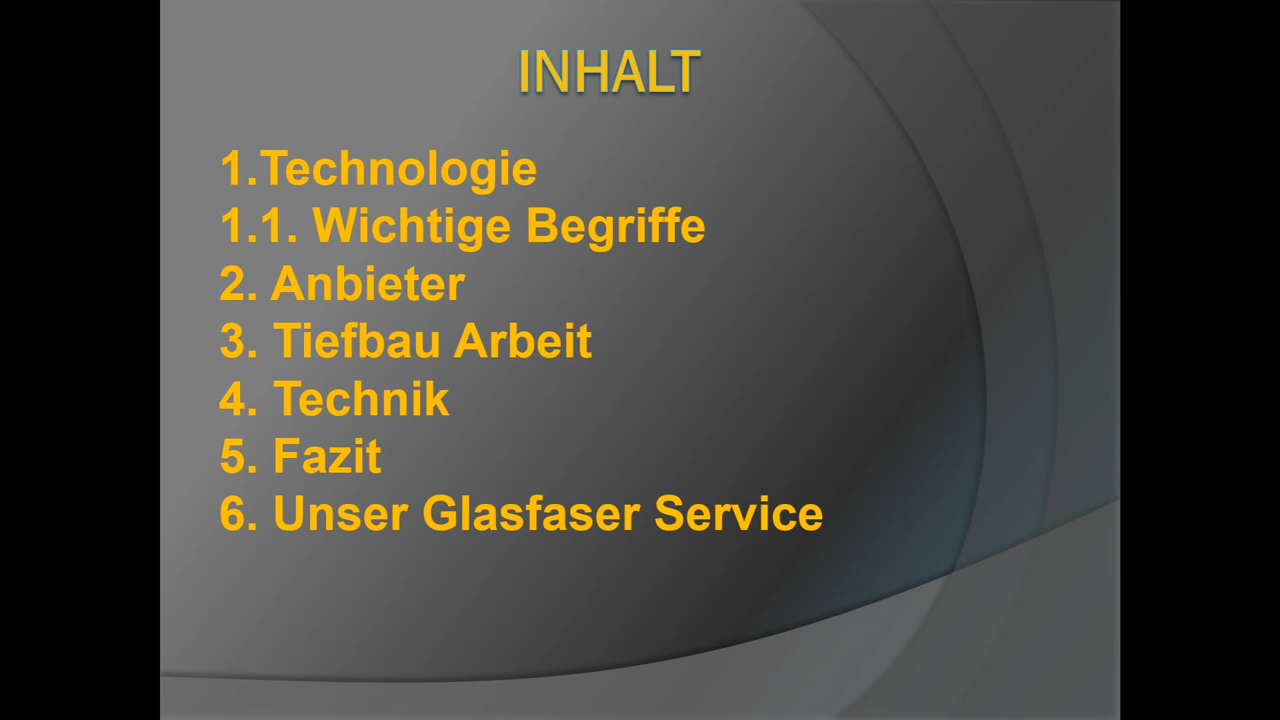 INHALT
1.Technologie
1.1. Wichtige Begriffe
2. Anbieter
3. Tiefbau Arbeit
4. Technik
5. Fazit
6. Unser Glasfaser Service